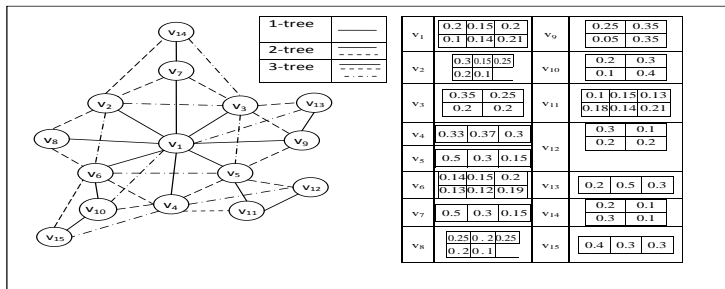 1-tree
2-tree
3-tree
v14
v7
v2
v3
v13
v8
v1
v9
v6
v5
v12
v10
v4
v11
v15
v1 0.2 0.15 0.2 v9 0.25 0.35
0.1 0.14 0.21 0.05 0.35
v2 0.3 0.15 0.25 v10 0.2 0.3
0.2 0.1 0.1 0.4
v3 0.35 0.25 v11 0.1 0.15 0.13
0.2 0.2 0.18 0.14 0.21
v4 0.33 0.37 0.3 v12 0.3 0.1
v5 0.5 0.3 0.15 0.2 0.2
v6 0.14 0.15 0.2 v13 0.2 0.5 0.3
0.13 0.12 0.19
v7 0.5 0.3 0.15 v14 0.2 0.1
0.3 0.1
v8 0.25 0.2 0.25 v15 0.4 0.3 0.3
0.2 0.1